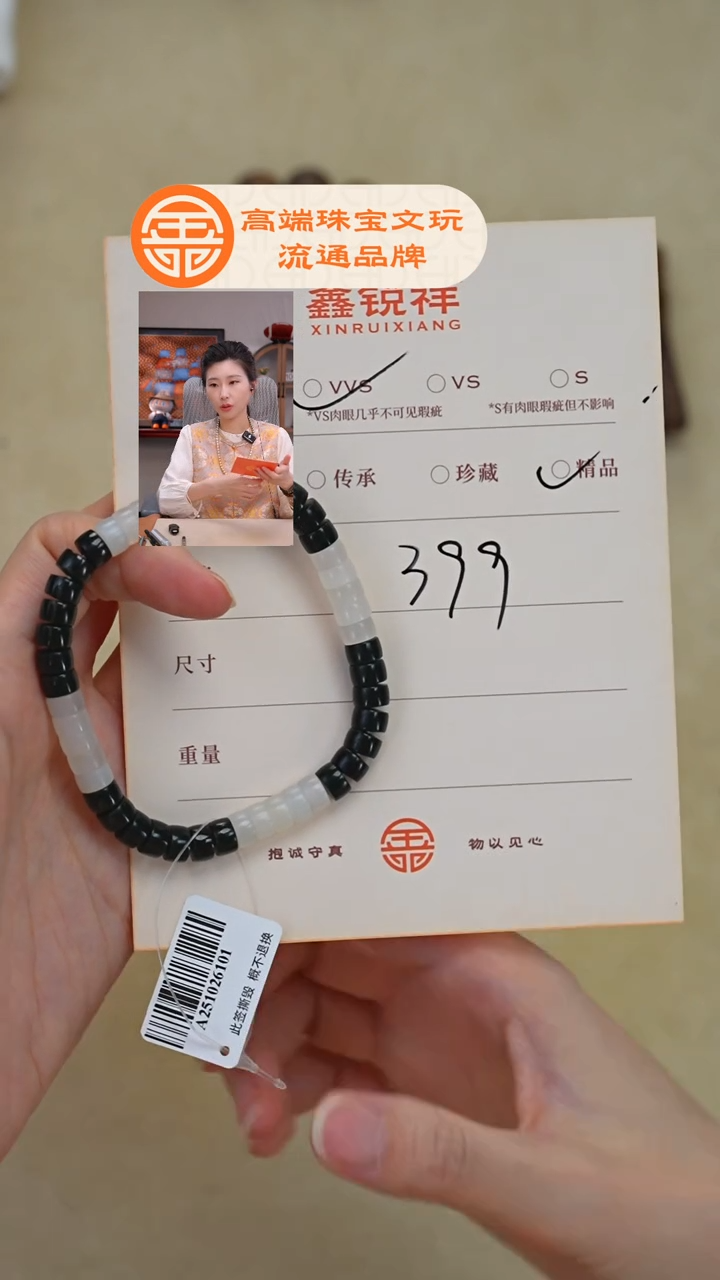 高端珠宝文玩
流通品牌
鑫锐祥
XINRUIXIANG
VVS
VS
S
*VS肉眼几乎不可见瑕疵
*S有肉眼瑕疵但不影响
传承
珍藏
精品
399
尺寸
重量
抱诚守真
物以见心
A251026101
此签撕毁 概不退换